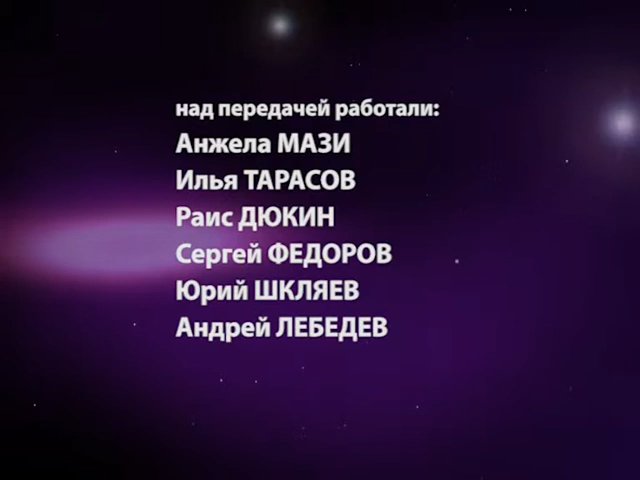 над передачей работали:
Анжела МАЗИ
Илья ТАРАСОВ
Раис ДЮКИН
Сергей ФЕДОРОВ
Юрий ШКЛЯЕВ
Андрей ЛЕБЕДЕВ